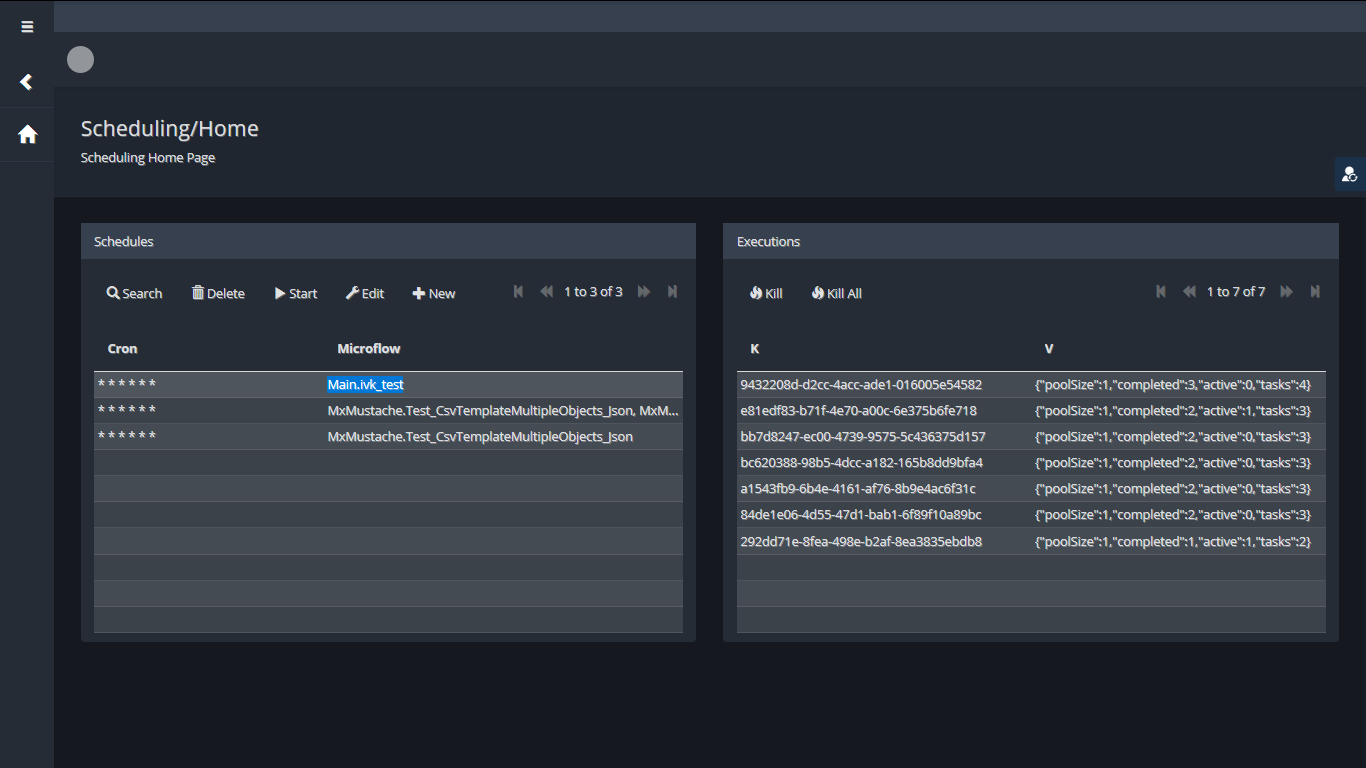 Scheduling/Home
Scheduling Home Page
Schedules
Search Delete Start Edit New 1 to 3 of 3
Cron Microflow
* * * * * * Main.ivk_test
* * * * * * MxMustache.Test_CsvTemplateMultipleObjects_Json, MxM...
* * * * * * MxMustache.Test_CsvTemplateMultipleObjects_Json
Executions
Kill Kill All 1 to 7 of 7
K V
9432208d-d2cc-4acc-ade1-016005e54582 {"poolSize":1,"completed":3,"active":0,"tasks":4}
e81edf83-b71f-4e70-a00c-6e375b6fe718 {"poolSize":1,"completed":2,"active":1,"tasks":3}
bb7d8247-ec00-4739-9575-5c436375d157 {"poolSize":1,"completed":2,"active":0,"tasks":3}
bc620388-98b5-4dcc-a182-165b8dd9bfa4 {"poolSize":1,"completed":2,"active":0,"tasks":3}
a1543fb9-6b4e-4161-af76-8b9e4ac6f31c {"poolSize":1,"completed":2,"active":0,"tasks":3}
84de1e06-4d55-47d1-bab1-6f89f10a89bc {"poolSize":1,"completed":2,"active":0,"tasks":3}
292dd71e-8fea-498e-b2af-8ea3835ebdb8 {"poolSize":1,"completed":1,"active":1,"tasks":2}